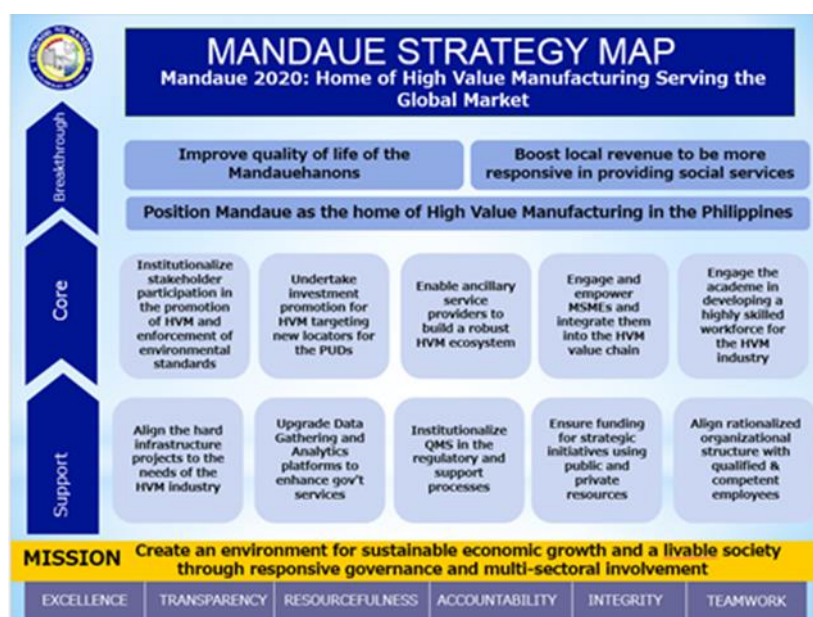 MANDAUE STRATEGY MAP
Mandaue 2020: Home of High Value Manufacturing Serving the
Global Market
Breakthrough
Improve quality of life of the
Mandauehanons
Boost local revenue to be more
responsive in providing social services
Position Mandaue as the home of High Value Manufacturing in the Philippines
Core
Institutionalize
stakeholder
participation in
the promotion
of HVM and
enforcement of
environmental
standards
Undertake
investment
promotion for
HVM targeting
new locators for
the PUDs
Enable ancillary
service
providers to
build a robust
HVM ecosystem
Engage and
empower
MSMEs and
integrate them
into the HVM
value chain
Engage the
academe in
developing a
highly skilled
workforce for
the HVM
industry
Support
Align the hard
infrastructure
projects to the
needs of the
HVM industry
Upgrade Data
Gathering and
Analytics
platforms to
enhance gov't
services
Institutionalize
QMS in the
regulatory and
support
processes
Ensure funding
for strategic
initiatives using
public and
private
resources
Align rationalized
organizational
structure with
qualified &
competent
employees
MISSION
Create an environment for sustainable economic growth and a livable society
through responsive governance and multi-sectoral involvement
EXCELLENCE
TRANSPARENCY
RESOURCEFULNESS
ACCOUNTABILITY
INTEGRITY
TEAMWORK